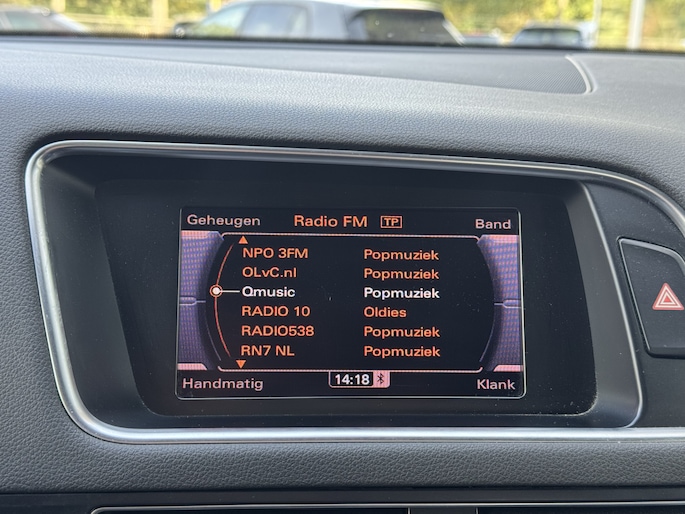 Geheugen Radio FM TP Band
NPO 3FM Popmuziek
OLvC.nl Popmuziek
Qmusic Popmuziek
RADIO 10 Oldies
RADIO538 Popmuziek
RN7 NL Popmuziek
Handmatig 14:18 Klank